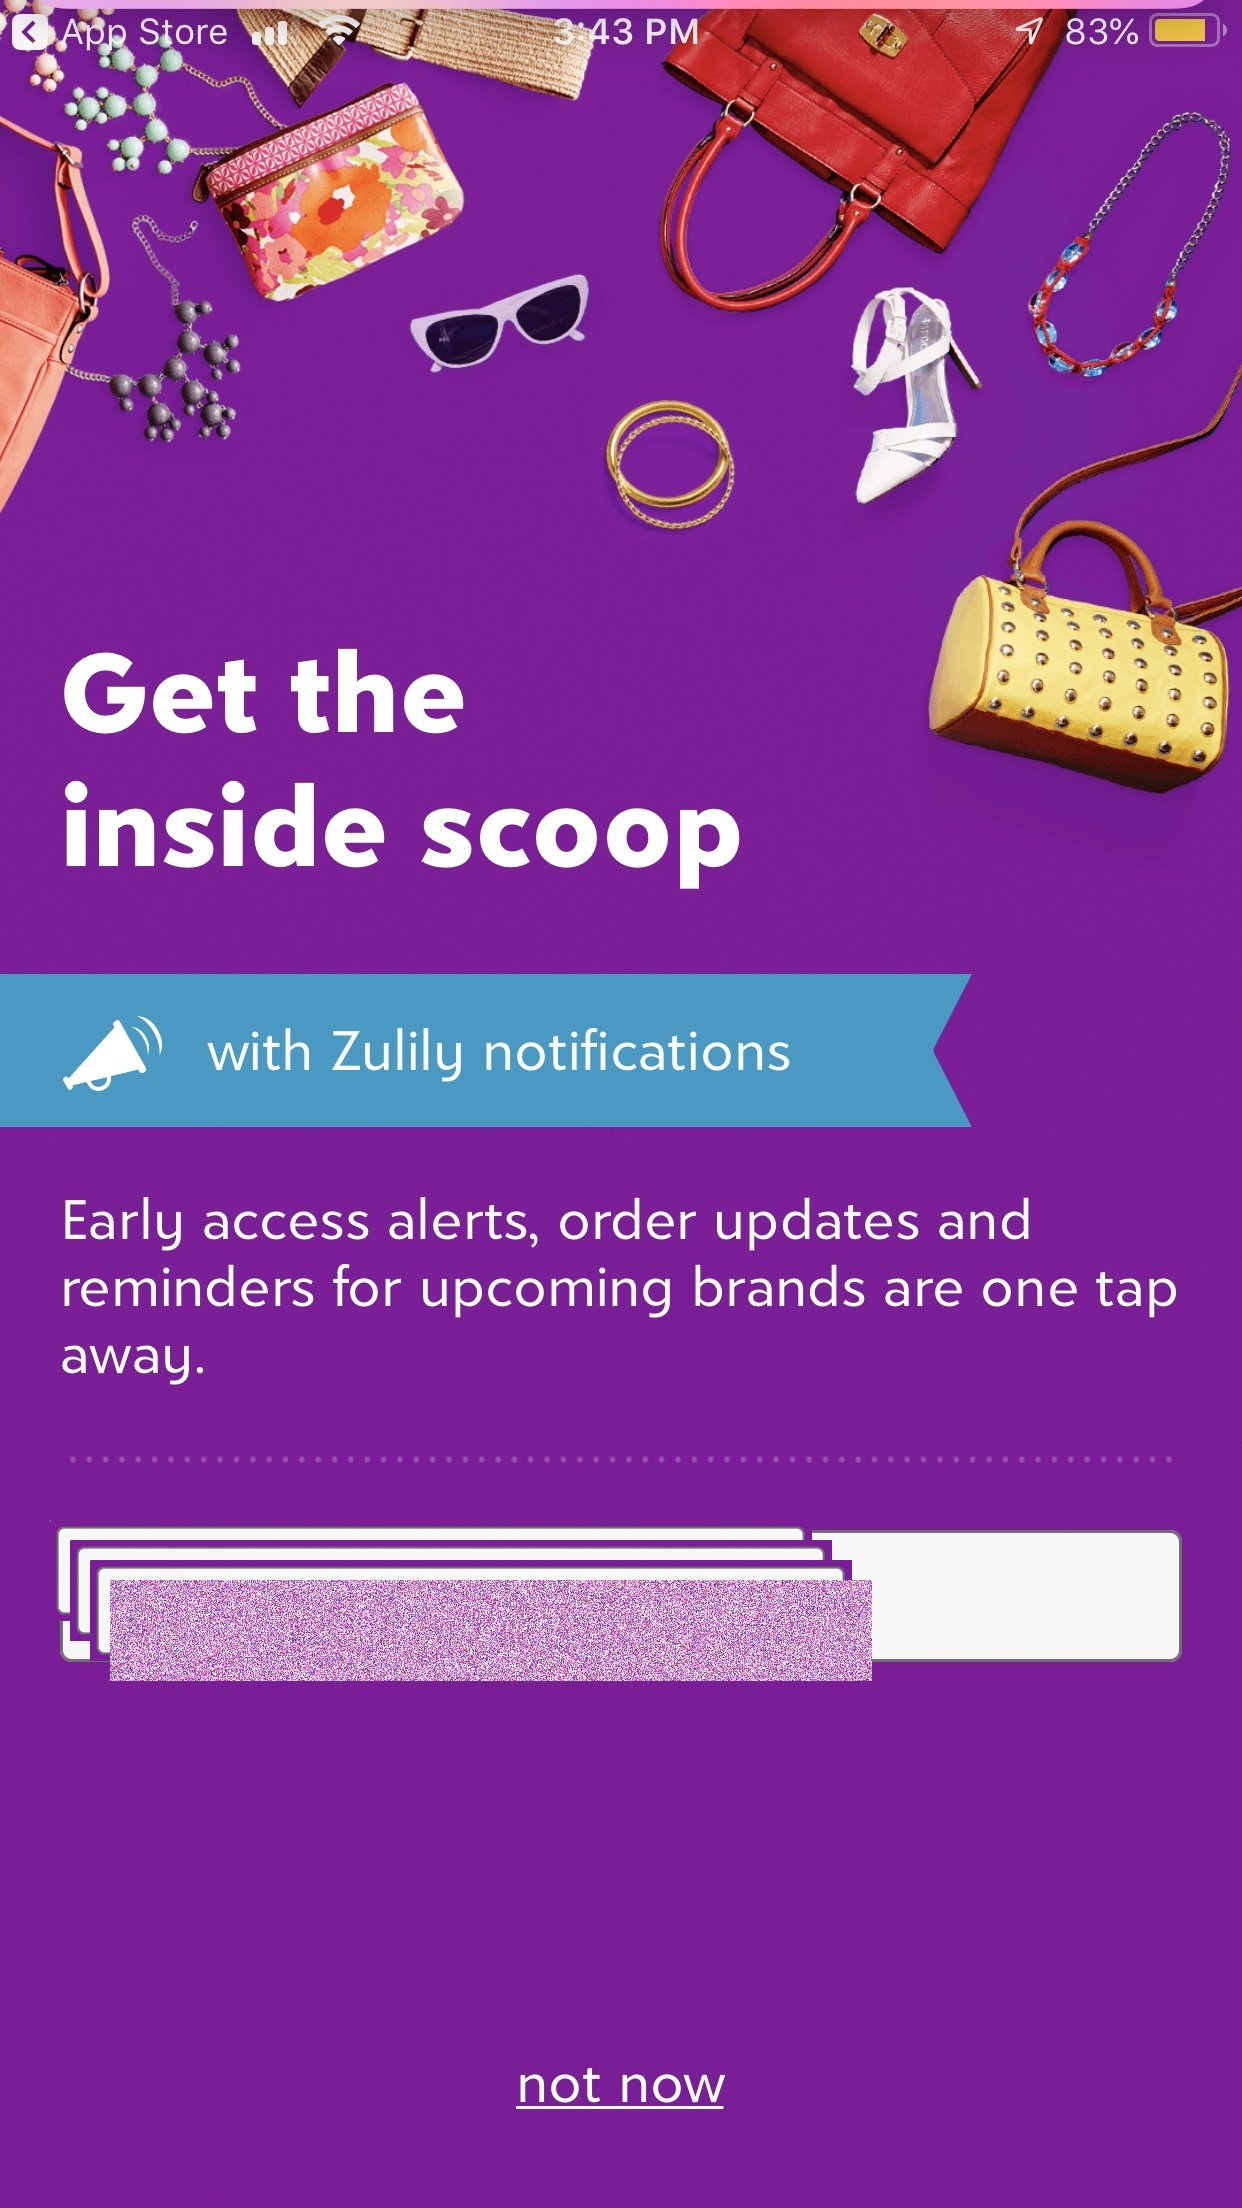 App Store 3:43 PM 83%
Get the
inside scoop
with Zulily notifications
Early access alerts, order updates and
reminders for upcoming brands are one tap
away.
not now